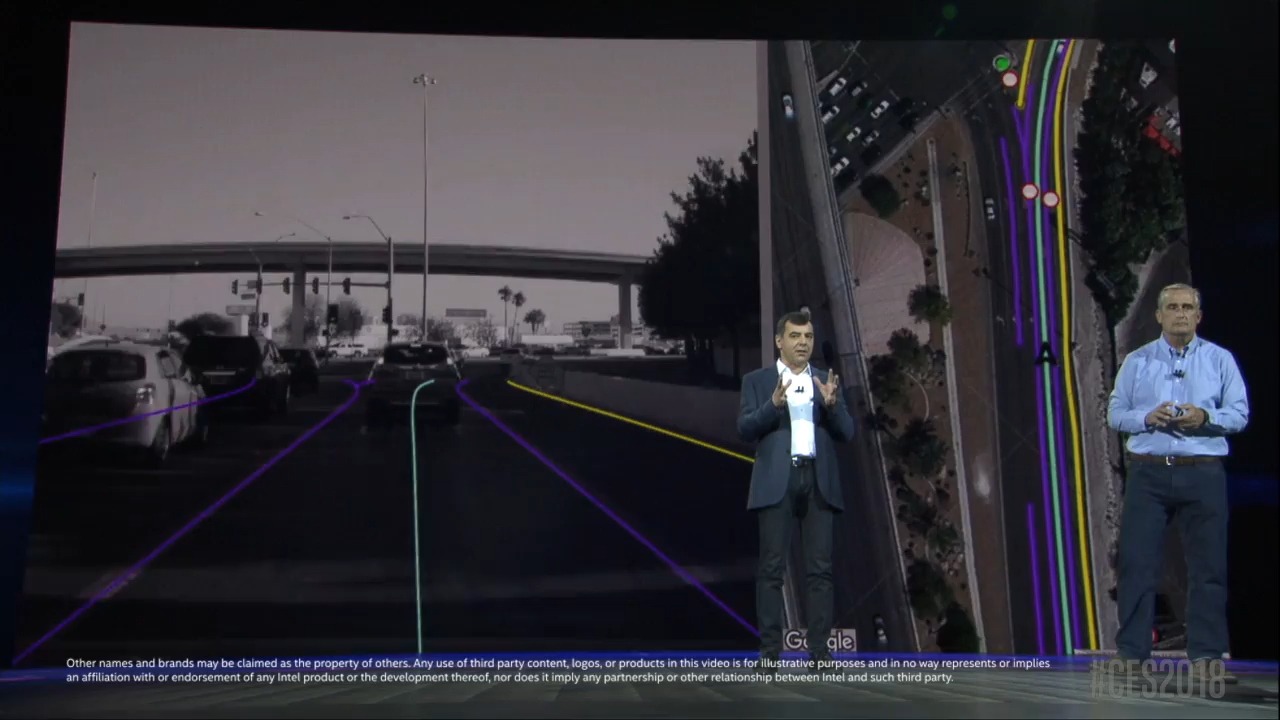 Google
Other names and brands may be claimed as the property of others. Any use of third party content, logos, or products in this video is for illustrative purposes and in no way represents or implies
an affiliation with or endorsement of any Intel product or the development thereof, nor does it imply any partnership or other relationship between Intel and such third party.
#CES2018